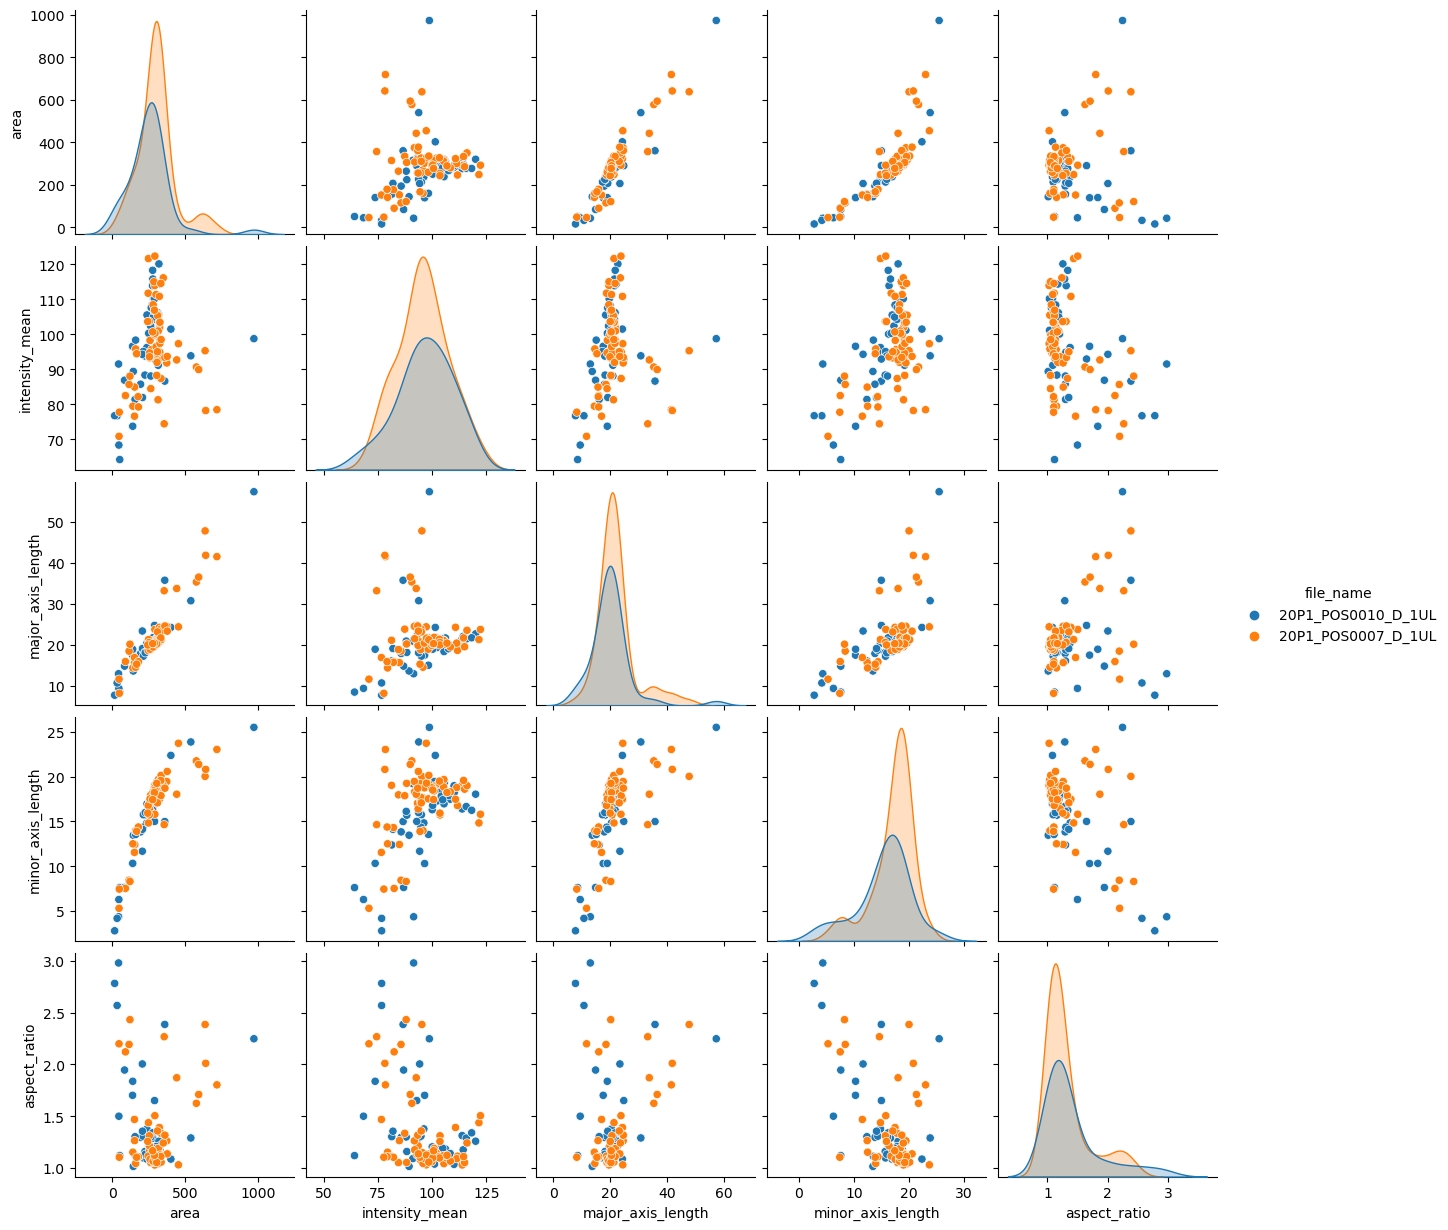 1000
800
600
400
200
0
area
120
110
100
90
80
70
intensity_mean
50
40
30
20
10
major_axis_length
25
20
15
10
5
minor_axis_length
3.0
2.5
2.0
1.5
1.0
aspect_ratio
0 500 1000
area
50 75 100 125
intensity_mean
0 20 40 60
major_axis_length
0 10 20 30
minor_axis_length
1 2 3
aspect_ratio
file_name
20P1_POS0010_D_1UL
20P1_POS0007_D_1UL